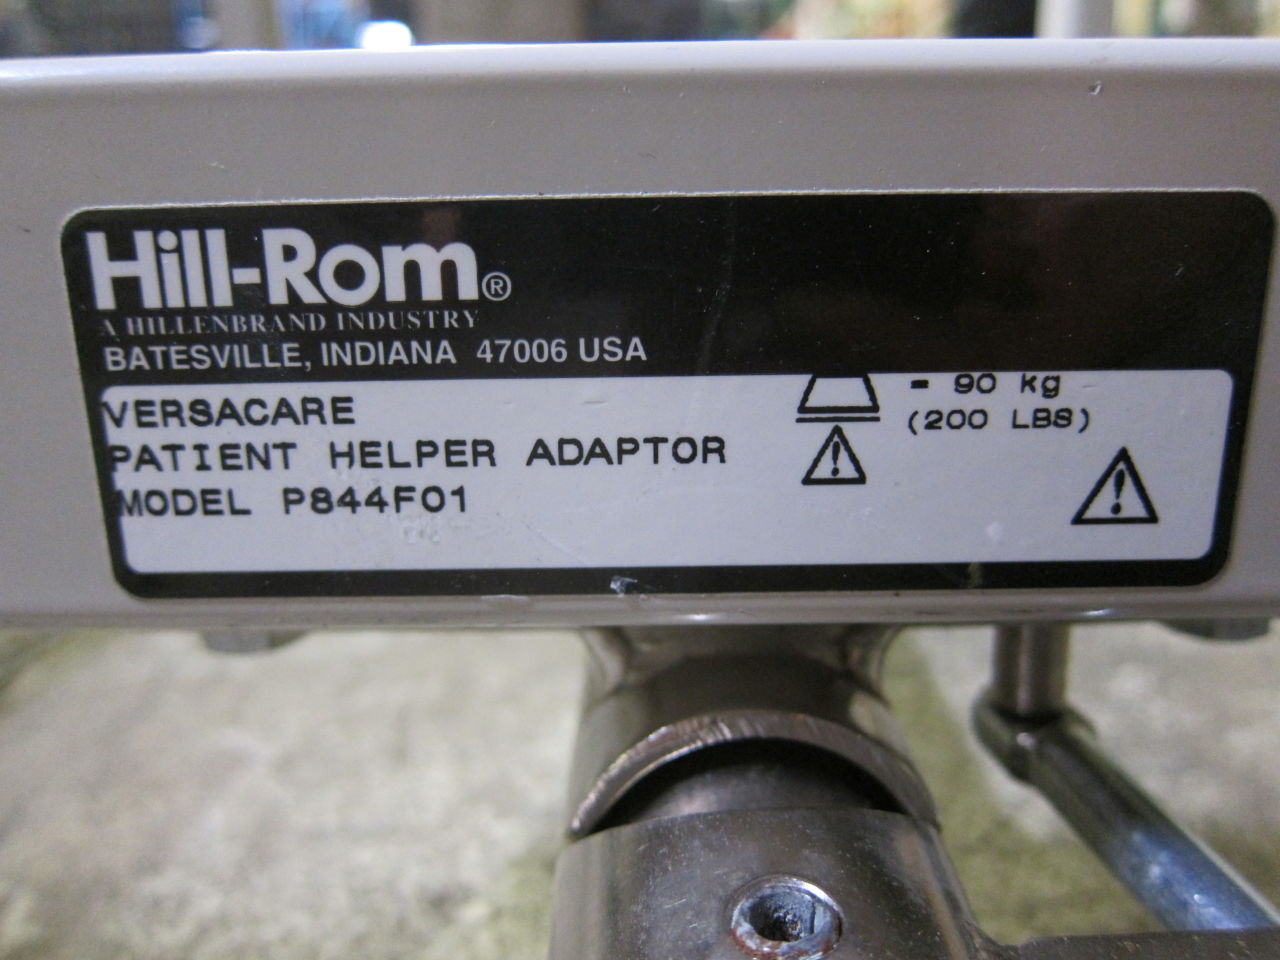 Hill-Rom®
A HILLENBRAND INDUSTRY
BATESVILLE, INDIANA 47006 USA
VERSACARE
PATIENT HELPER ADAPTOR
MODEL P844F01
= 90 kg
(200 LBS)